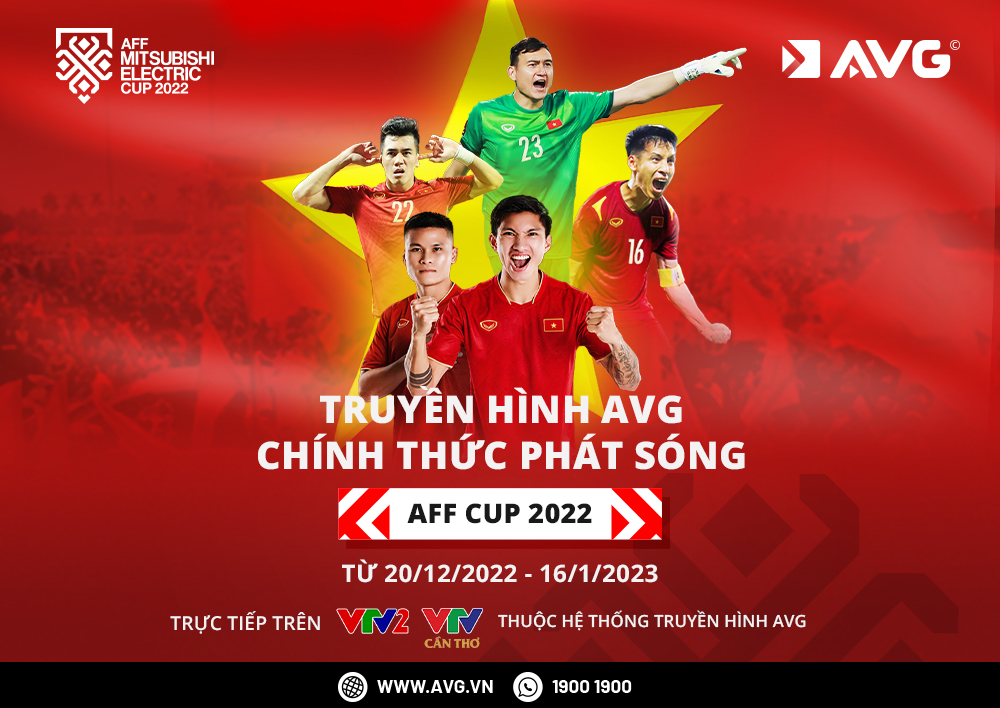 AFF
MITSUBISHI
ELECTRIC
CUP 2022
AVG©
23
22
16
TRUYỀN HÌNH AVG
CHÍNH THỨC PHÁT SÓNG
AFF CUP 2022
TỪ 20/12/2022 - 16/1/2023
TRỰC TIẾP TRÊN VTV2 VTV CẦN THƠ THUỘC HỆ THỐNG TRUYỀN HÌNH AVG
WWW.AVG.VN 1900 1900